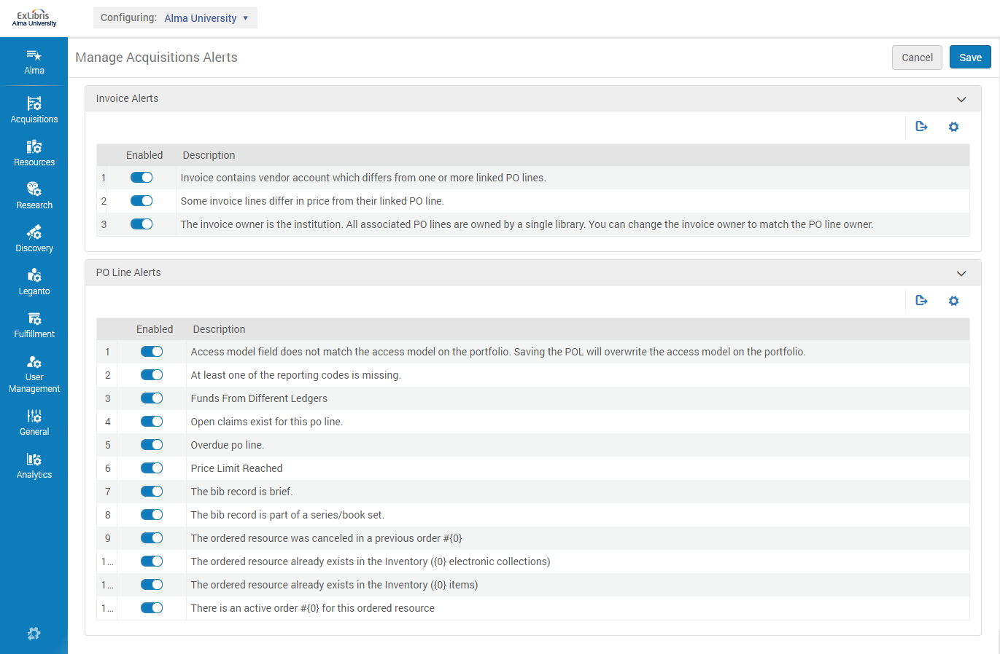 ExLibris
Alma University
Configuring: Alma University
Manage Acquisitions Alerts
Cancel
Save
Alma
Acquisitions
Resources
Research
Discovery
Leganto
Fulfillment
User
Management
General
Analytics
Invoice Alerts
Enabled Description
1 Invoice contains vendor account which differs from one or more linked PO lines.
2 Some invoice lines differ in price from their linked PO line.
3 The invoice owner is the institution. All associated PO lines are owned by a single library. You can change the invoice owner to match the PO line owner.
PO Line Alerts
Enabled Description
1 Access model field does not match the access model on the portfolio. Saving the POL will overwrite the access model on the portfolio.
2 At least one of the reporting codes is missing.
3 Funds From Different Ledgers
4 Open claims exist for this po line.
5 Overdue po line.
6 Price Limit Reached
7 The bib record is brief.
8 The bib record is part of a series/book set.
9 The ordered resource was canceled in a previous order #{0}
1... The ordered resource already exists in the Inventory ({0} electronic collections)
1... The ordered resource already exists in the Inventory ({0} items)
1... There is an active order #{0} for this ordered resource